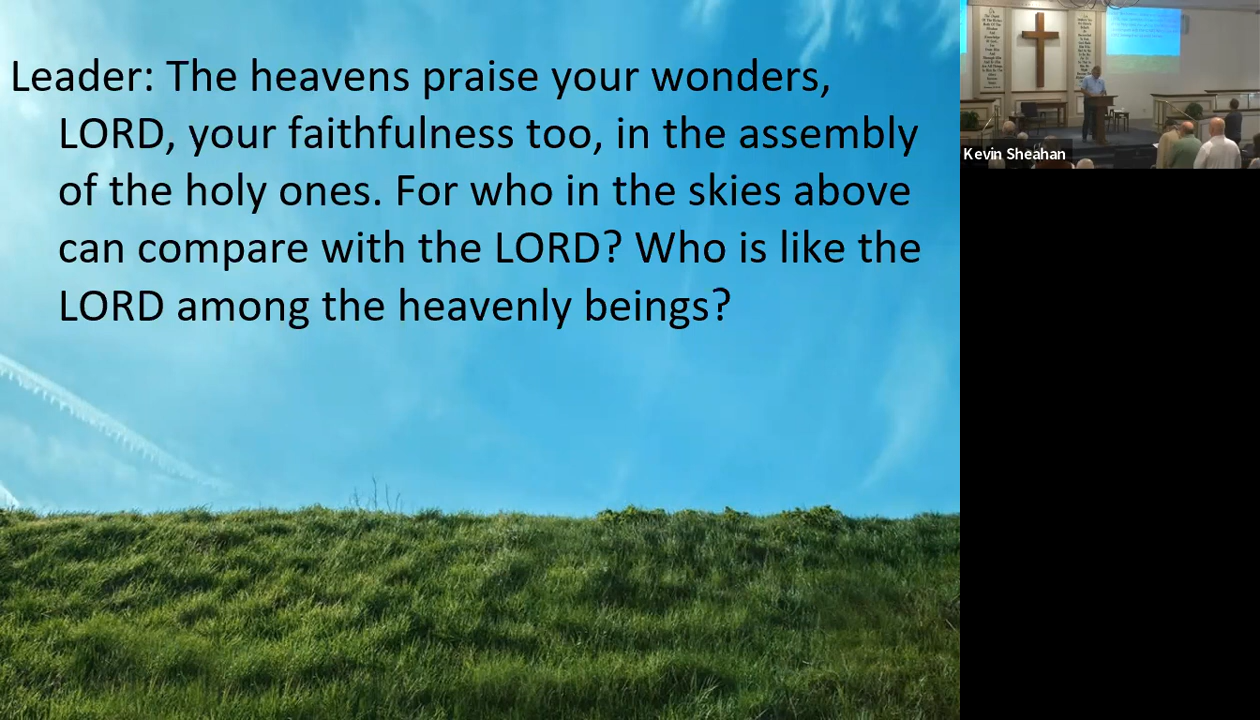 Leader: The heavens praise your wonders,
LORD, your faithfulness too, in the assembly
of the holy ones. For who in the skies above
can compare with the LORD? Who is like the
LORD among the heavenly beings?
Kevin Sheahan